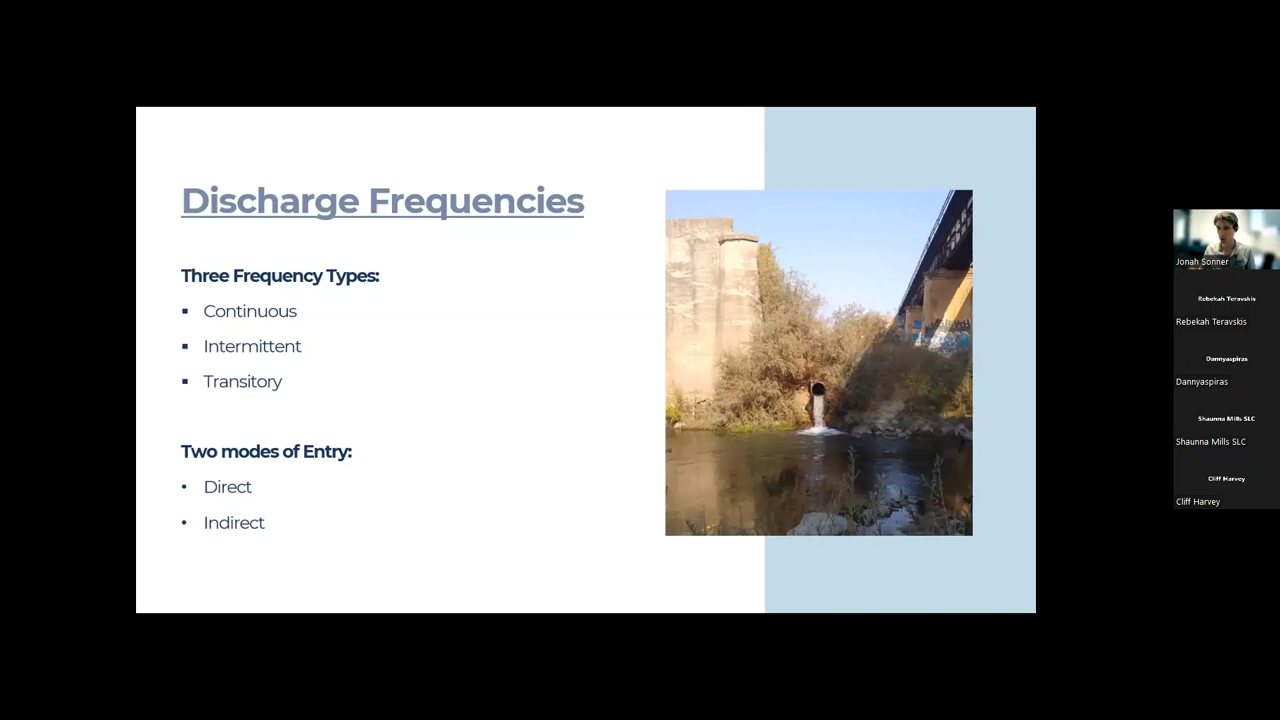 Discharge Frequencies
Three Frequency Types:
▪ Continuous
▪ Intermittent
▪ Transitory
Two modes of Entry:
• Direct
• Indirect
Jonah Sonner
Rebekah Teravskis
Rebekah Teravskis
Dannyaspiras
Dannyaspiras
Shaunna Mills SLC
Shaunna Mills SLC
Cliff Harvey
Cliff Harvey